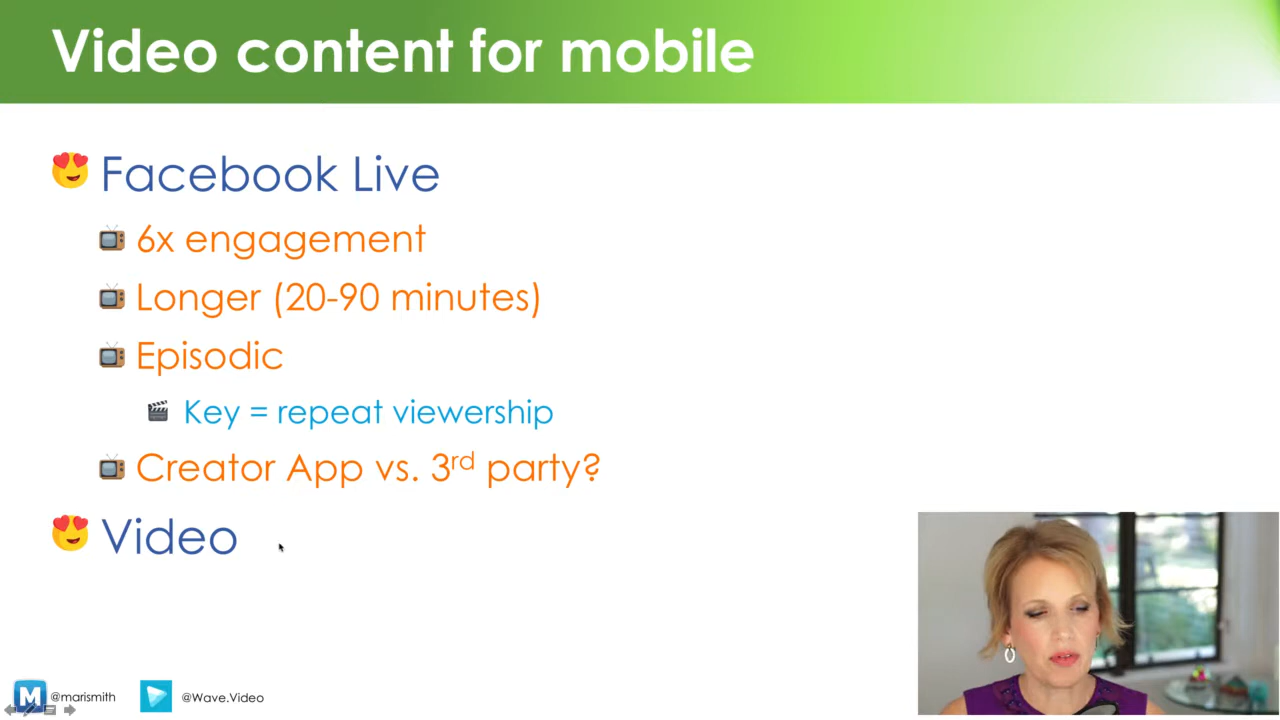 Video content for mobile
Facebook Live
6x engagement
Longer (20-90 minutes)
Episodic
Key = repeat viewership
Creator App vs. 3rd party?
Video
M @marismith @Wave.Video